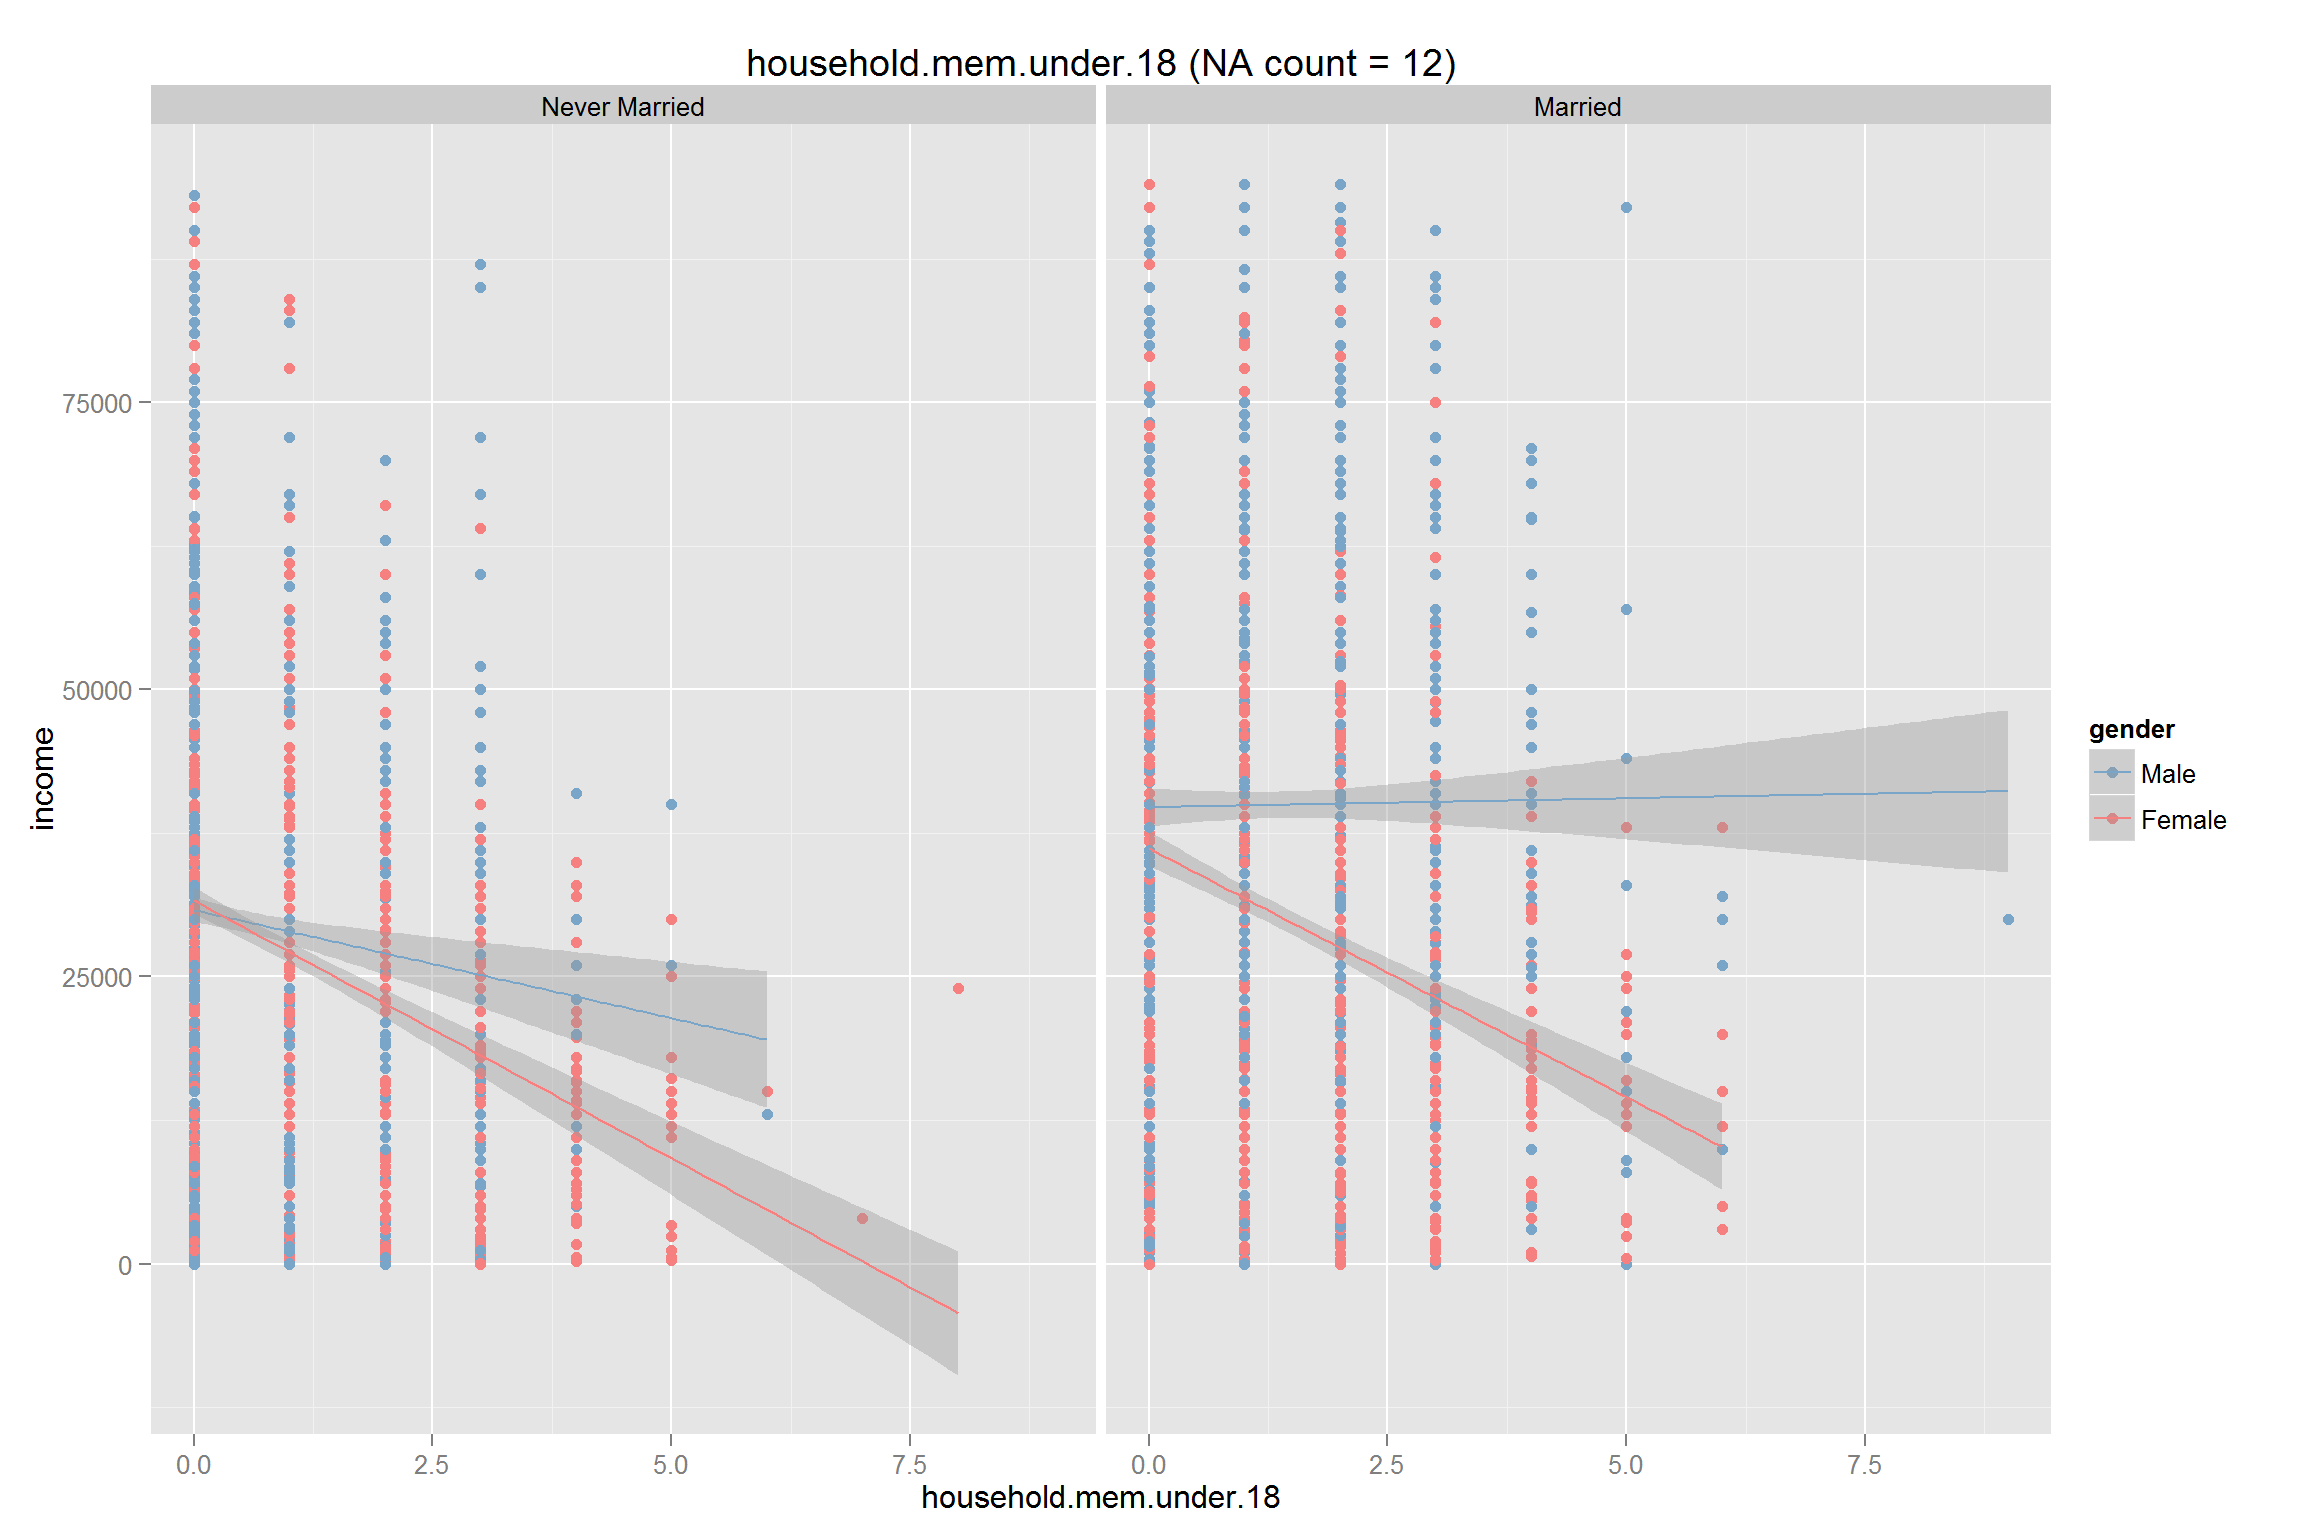 household.mem.under.18 (NA count = 12)
Never Married
Married
75000
50000
25000
0
income
0.0 2.5 5.0 7.5
0.0 2.5 5.0 7.5
household.mem.under.18
gender
Male
Female